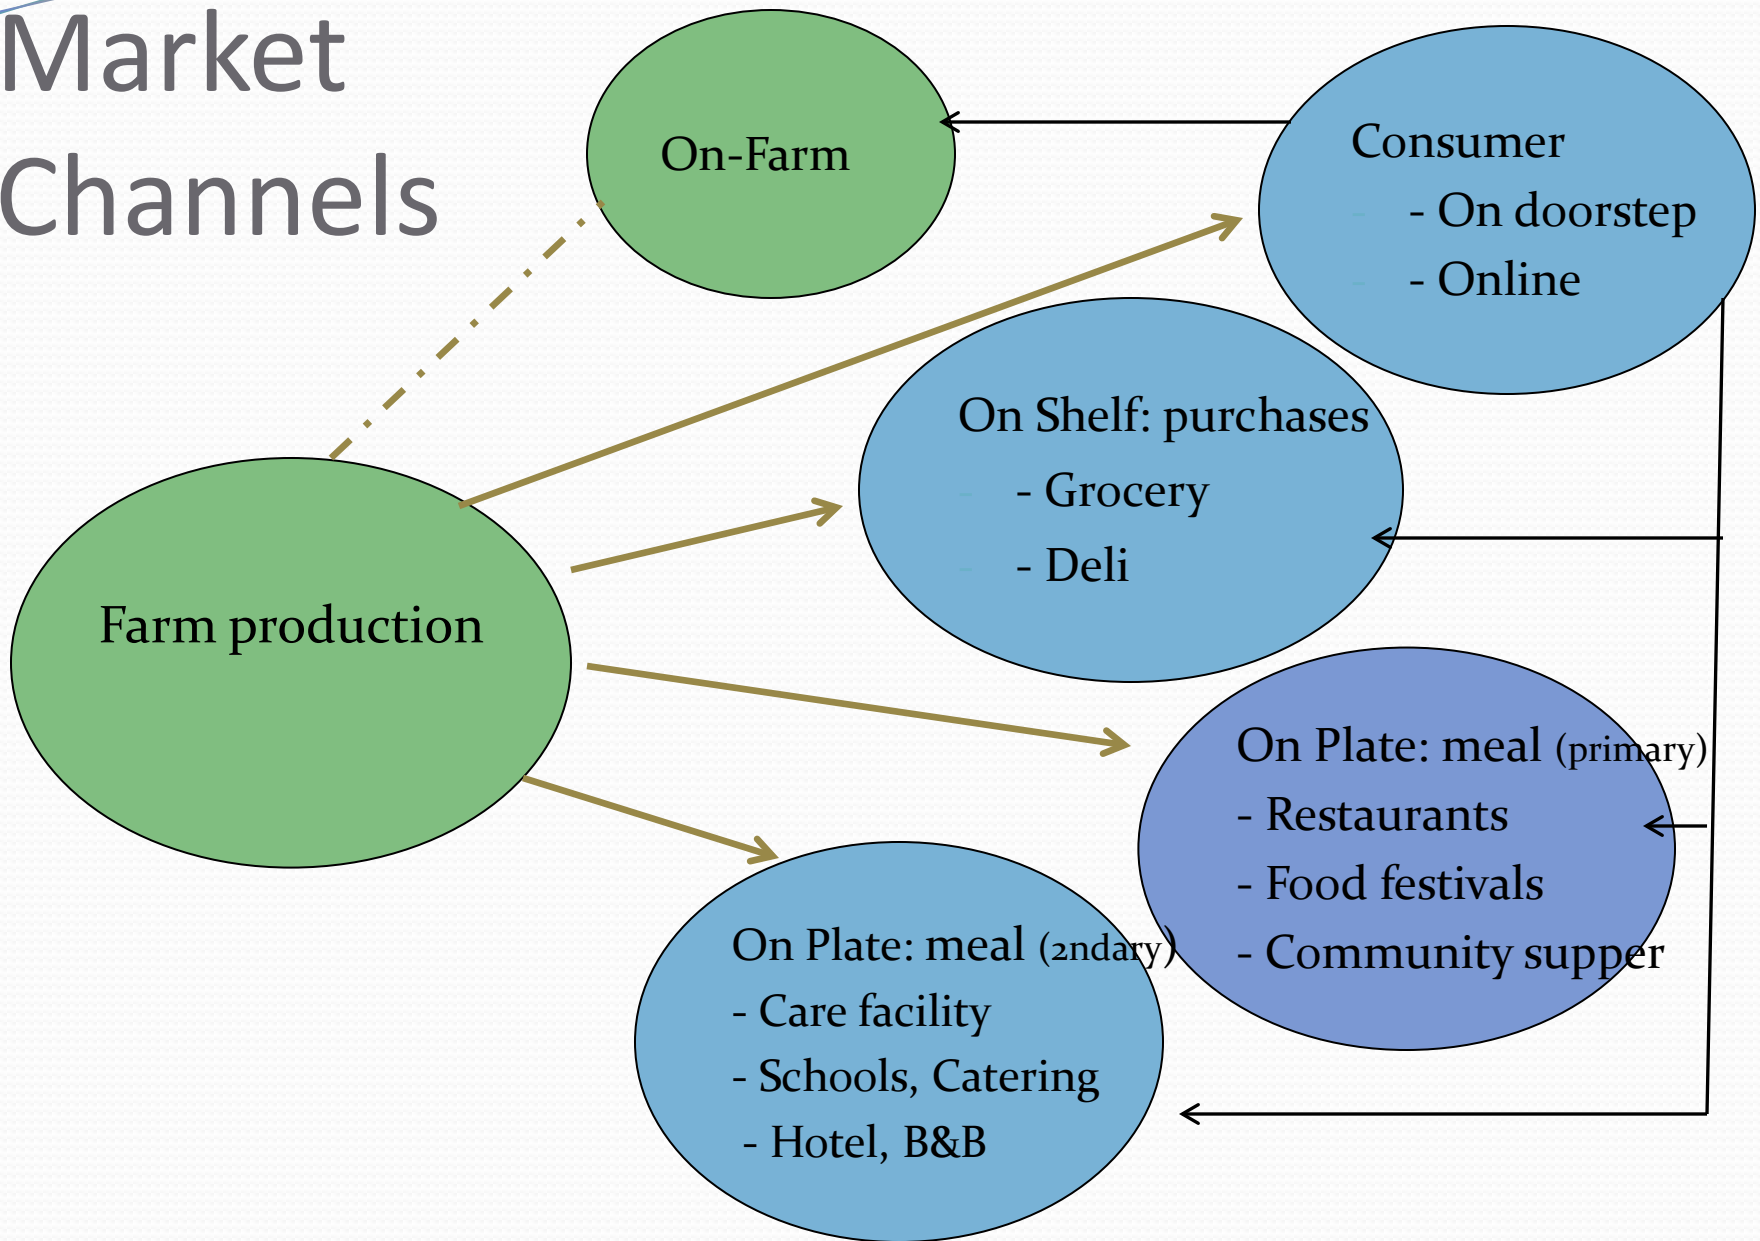 Market
Channels
On-Farm
Consumer
- - On doorstep
- - Online
On Shelf: purchases
- - Grocery
- - Deli
Farm production
On Plate: meal (primary)
- Restaurants
- Food festivals
- Community supper
On Plate: meal (2ndary)
- Care facility
- Schools, Catering
- Hotel, B&B